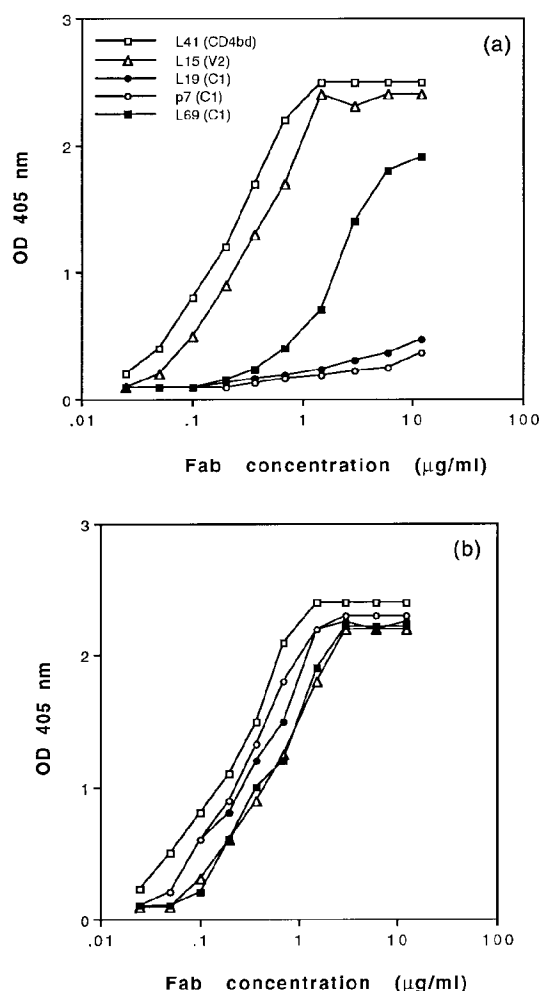 (a)
L41 (CD4bd)
L15 (V2)
L19 (C1)
p7 (C1)
L69 (C1)
3
2
1
0
OD 405 nm
.01
.1
1
10
100
Fab concentration (μg/ml)
(b)
3
2
1
0
OD 405 nm
.01
.1
1
10
100
Fab concentration (μg/ml)